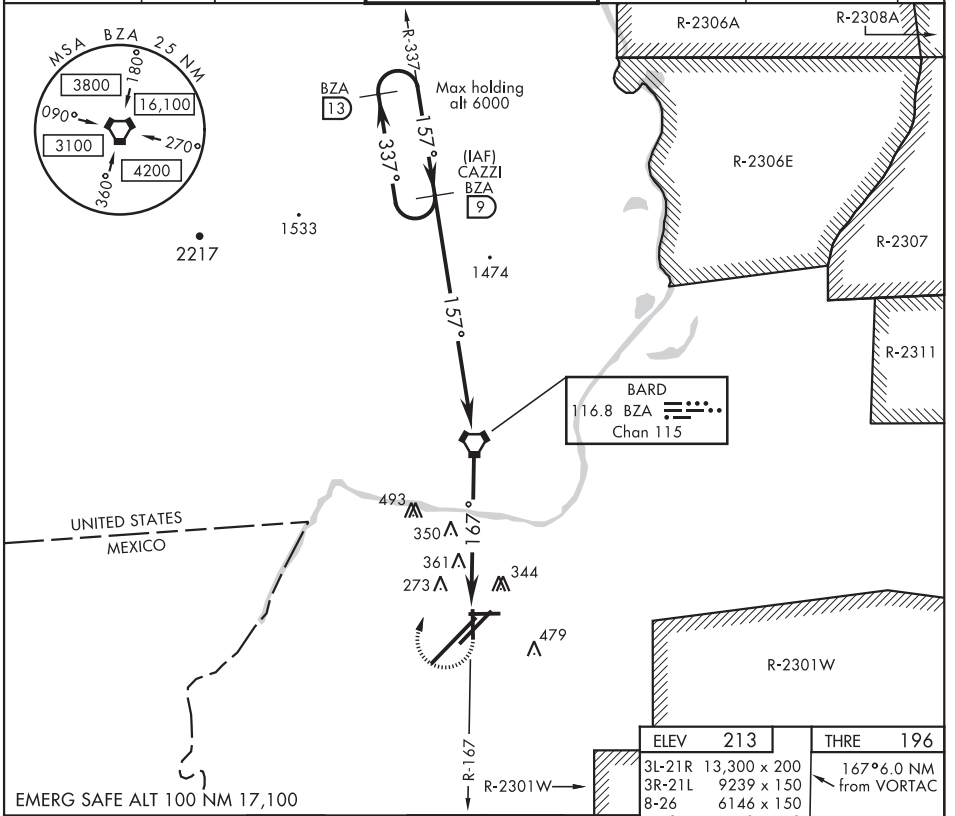 MSA BZA 25 NM
180°
3800
16,100
090°
270°
3100
4200
360°
R-337
BZA
13
Max holding
alt 6000
157°
337°
(IAF)
CAZZI
BZA
9
R-2306A
R-2308A
R-2306E
R-2307
R-2311
1533
2217
1474
157°
BARD
116.8 BZA
Chan 115
493
350
167°
361
273
344
479
UNITED STATES
MEXICO
R-2301W
R-167
R-2301W
EMERG SAFE ALT 100 NM 17,100
ELEV 213
THRE 196
3L-21R 13,300 x 200
3R-21L 9239 x 150
8-26 6146 x 150
167° 6.0 NM
from VORTAC